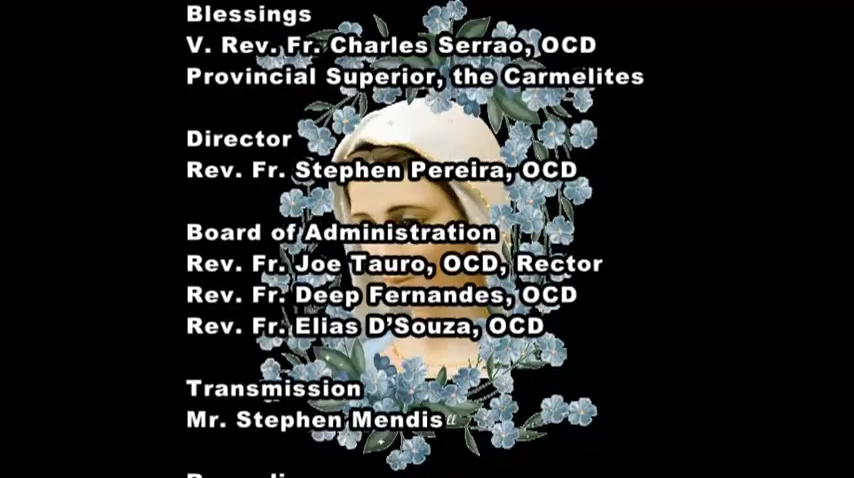 Blessings
V. Rev. Fr. Charles Serrao, OCD
Provincial Superior, the Carmelites
Director
Rev. Fr. Stephen Pereira, OCD
Board of Administration
Rev. Fr. Joe Tauro, OCD, Rector
Rev. Fr. Deep Fernandes, OCD
Rev. Fr. Elias D’Souza, OCD
Transmission
Mr. Stephen Mendis